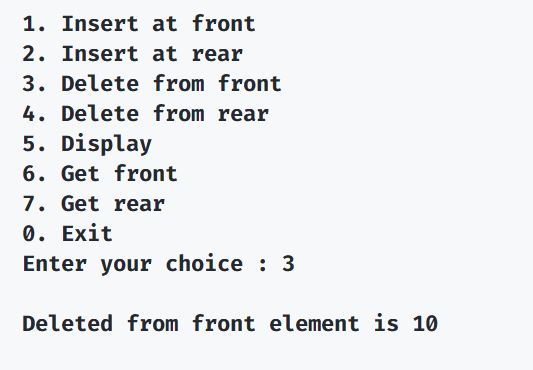 1. Insert at front
2. Insert at rear
3. Delete from front
4. Delete from rear
5. Display
6. Get front
7. Get rear
0. Exit
Enter your choice : 3
Deleted from front element is 10